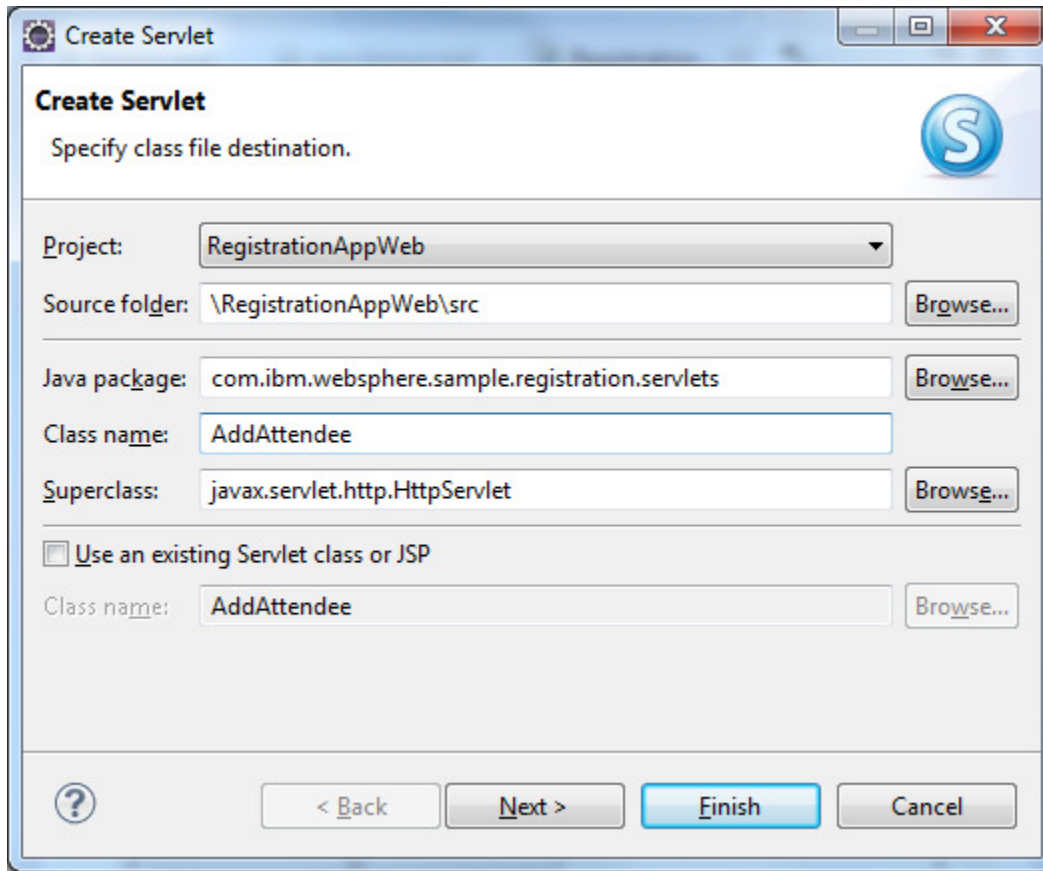 Create Servlet
Create Servlet
Specify class file destination.
S
Project: RegistrationAppWeb
Source folder: \RegistrationAppWeb\src Browse...
Java package: com.ibm.websphere.sample.registration.servlets Browse...
Class name: AddAttendee
Superclass: javax.servlet.http.HttpServlet Browse...
Use an existing Servlet class or JSP
Class name: AddAttendee Browse...
? < Back Next > Finish Cancel